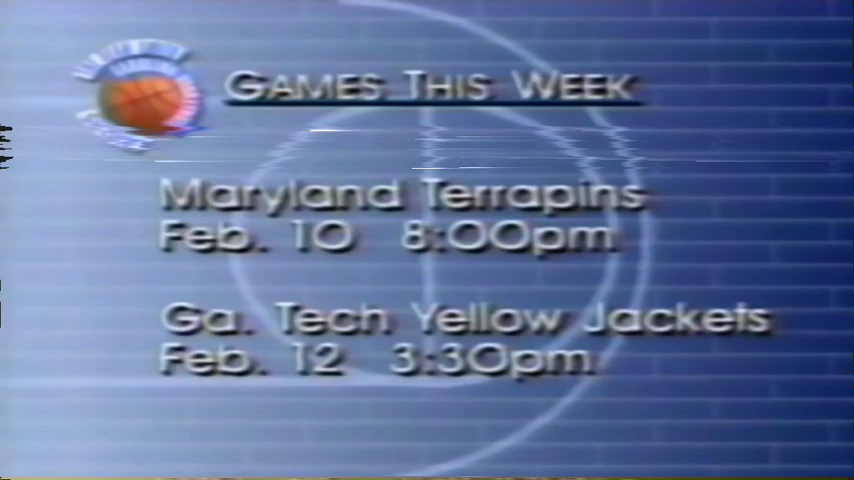 GAMES THIS WEEK
Maryland Terrapins
Feb. 10 8:00pm
Ga. Tech Yellow Jackets
Feb. 12 3:30pm